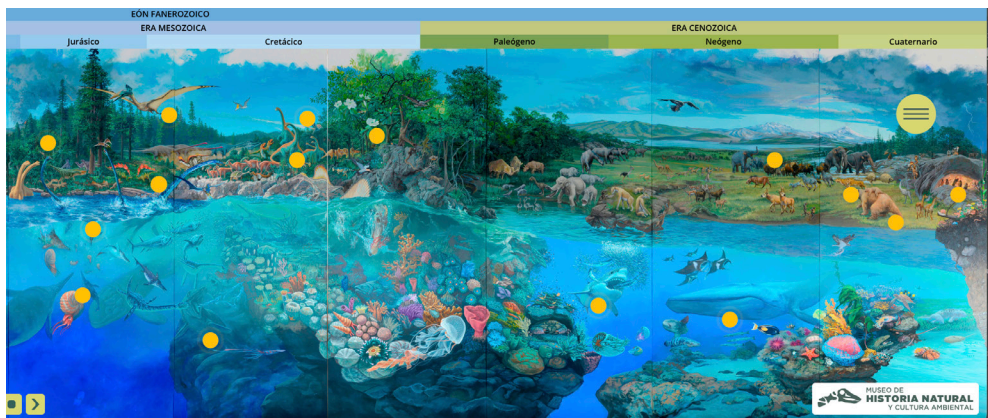 EÓN FANEROZOICO
ERA MESOZOICA
ERA CENOZOICA
Jurásico
Cretácico
Paleógeno
Neógeno
Cuaternario
MUSEO DE
HISTORIA NATURAL
Y CULTURA AMBIENTAL